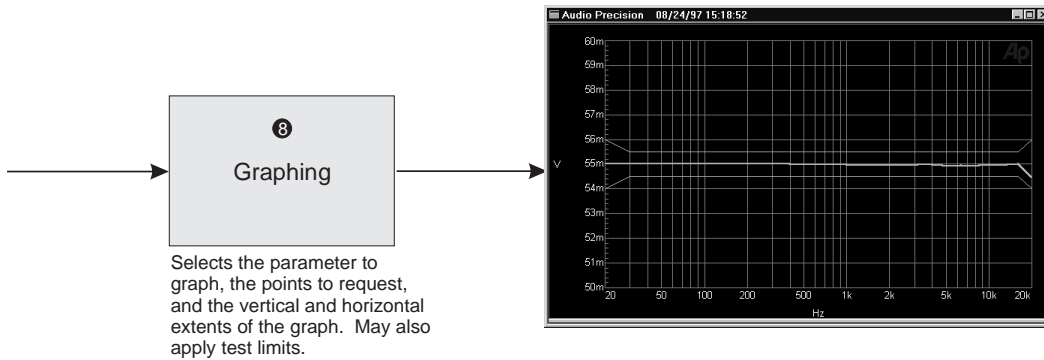 Audio Precision 08/24/97 15:18:52
Ap
60m
59m
58m
57m
56m
55m
54m
53m
52m
51m
50m
V
20 50 100 200 500 1k 2k 5k 10k 20k
Hz
8
Graphing
Selects the parameter to
graph, the points to request,
and the vertical and horizontal
extents of the graph. May also
apply test limits.